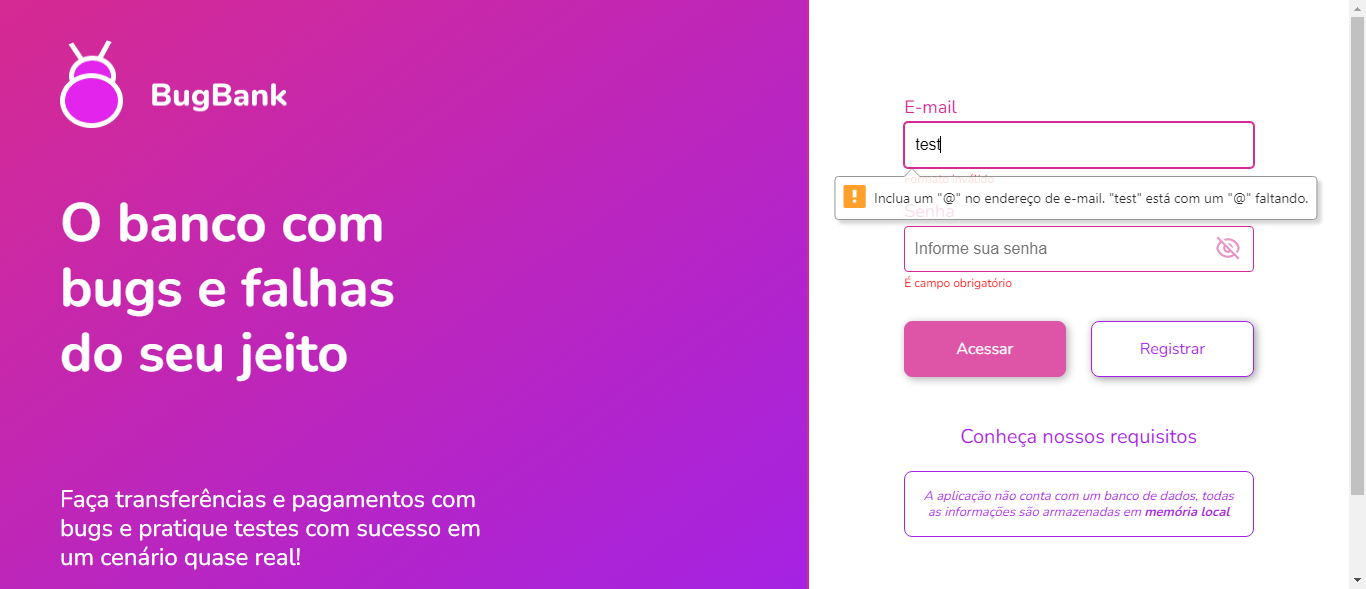 BugBank
O banco com
bugs e falhas
do seu jeito
Faça transferências e pagamentos com
bugs e pratique testes com sucesso em
um cenário quase real!
E-mail
test
Formato inválido
Inclua um "@" no endereço de e-mail. "test" está com um "@" faltando.
Senha
Informe sua senha
É campo obrigatório
Acessar
Registrar
Conheça nossos requisitos
A aplicação não conta com um banco de dados, todas
as informações são armazenadas em memória local